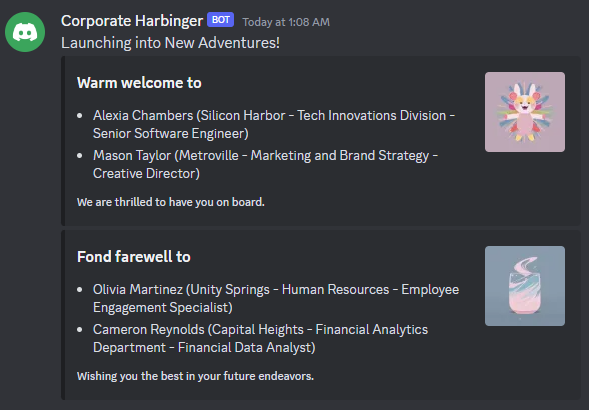 Corporate Harbinger BOT Today at 1:08 AM
Launching into New Adventures!
Warm welcome to
• Alexia Chambers (Silicon Harbor - Tech Innovations Division -
Senior Software Engineer)
• Mason Taylor (Metroville - Marketing and Brand Strategy -
Creative Director)
We are thrilled to have you on board.
Fond farewell to
• Olivia Martinez (Unity Springs - Human Resources - Employee
Engagement Specialist)
• Cameron Reynolds (Capital Heights - Financial Analytics
Department - Financial Data Analyst)
Wishing you the best in your future endeavors.